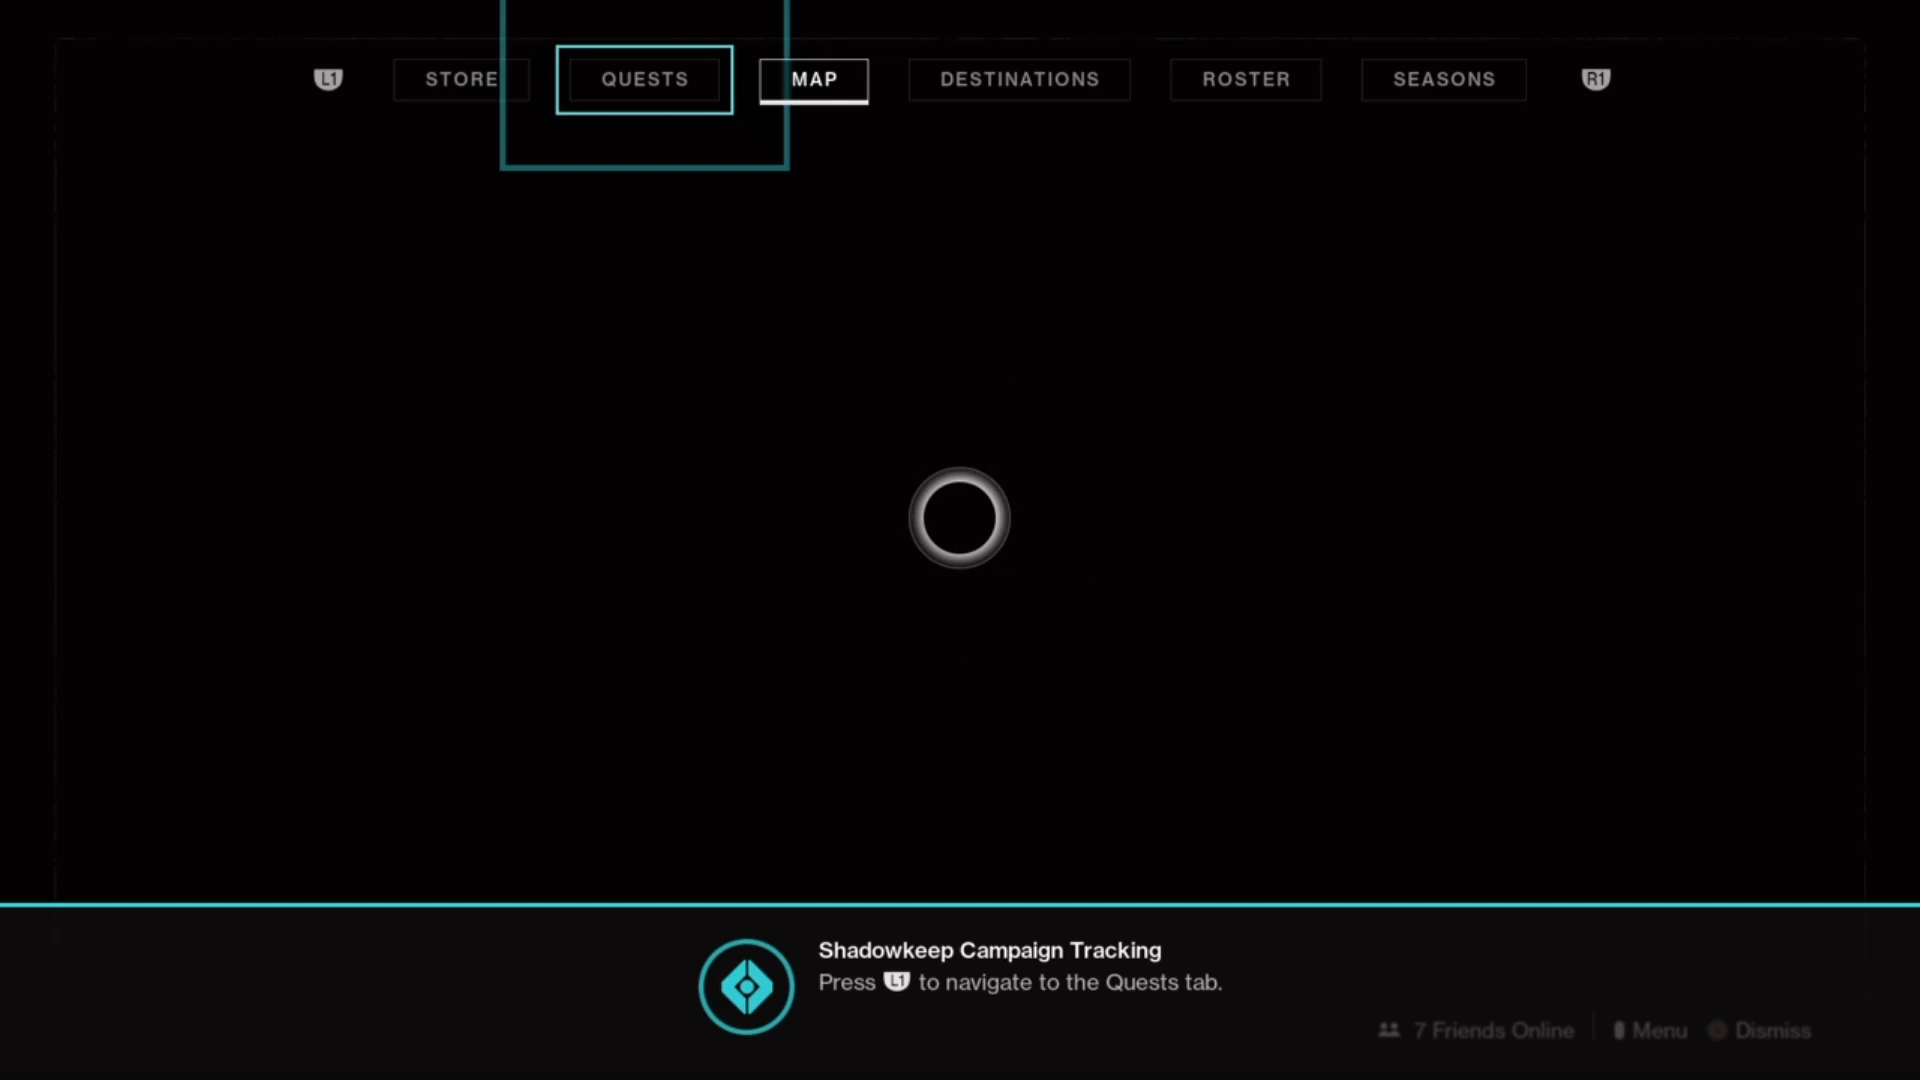 L1 STORE QUESTS MAP DESTINATIONS ROSTER SEASONS R1
Shadowkeep Campaign Tracking
Press L1 to navigate to the Quests tab.
7 Friends Online Menu Dismiss